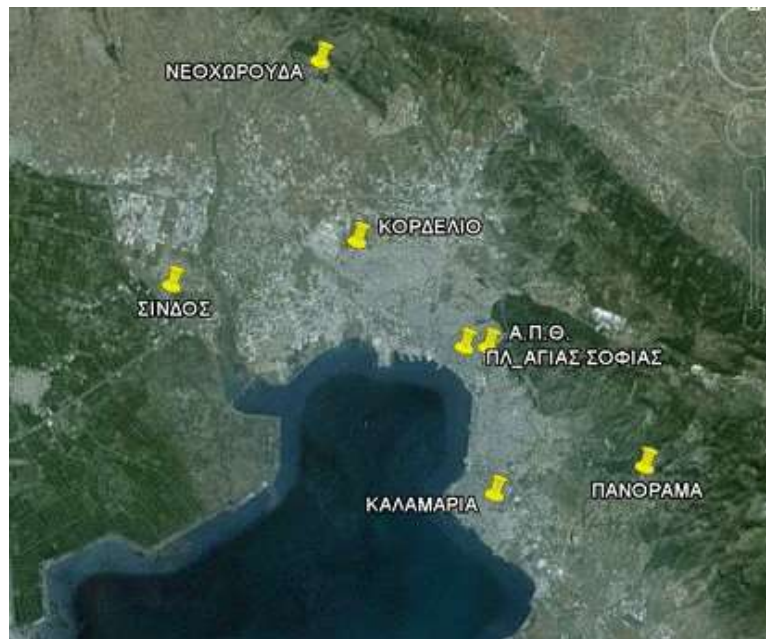 ΝΕΟΧΩΡΟΥΔΑ
ΚΟΡΔΕΛΙΟ
ΣΙΝΔΟΣ
Α.Π.Θ.
ΠΛ_ΑΓΙΑΣ ΣΟΦΙΑΣ
ΠΑΝΟΡΑΜΑ
ΚΑΛΑΜΑΡΙΑ